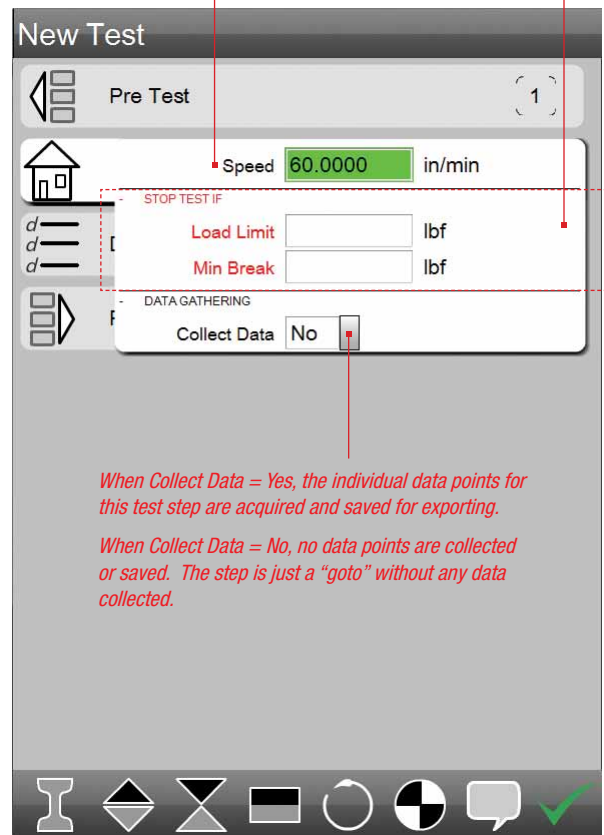 New Test
Pre Test
1
Speed 60.0000 in/min
- STOP TEST IF
Load Limit lbf
Min Break lbf
- DATA GATHERING
Collect Data No
d
d
d
When Collect Data = Yes, the individual data points for
this test step are acquired and saved for exporting.
When Collect Data = No, no data points are collected
or saved. The step is just a “goto” without any data
collected.